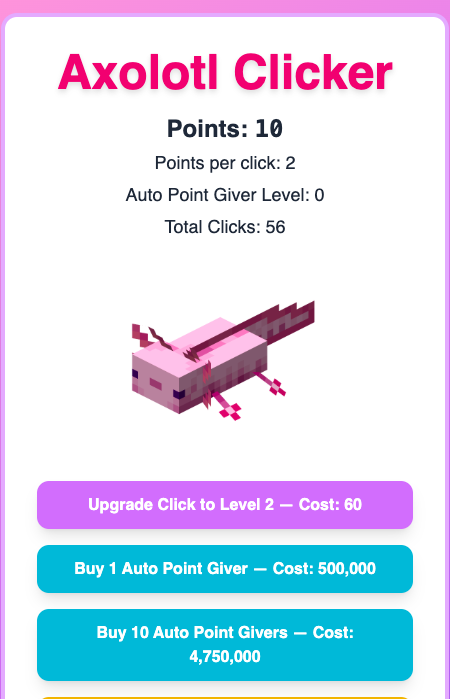 Axolotl Clicker
Points: 10
Points per click: 2
Auto Point Giver Level: 0
Total Clicks: 56
Upgrade Click to Level 2 — Cost: 60
Buy 1 Auto Point Giver — Cost: 500,000
Buy 10 Auto Point Givers — Cost:
4,750,000